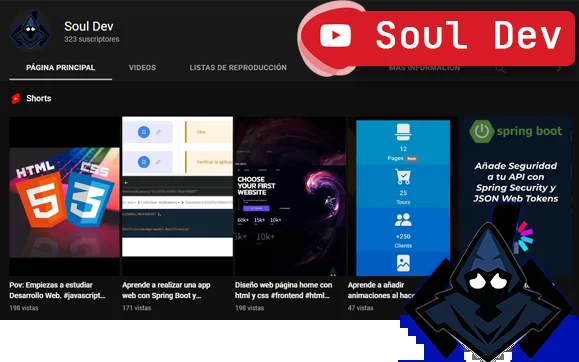 Soul Dev
323 suscriptores
Soul Dev
PÁGINA PRINCIPAL
VIDEOS
LISTAS DE REPRODUCCIÓN
MÁS INFORMACIÓN
Shorts
HTML
CSS
5
3
Otra
Verificar la aplica
CHOOSE
YOUR FIRST
WEBSITE
60k+
15k+
10k+
15k+
10k+
12
Pages
New
25
Tours
+250
Clients
spring boot
Añade Seguridad
a tu API con
Spring Security y
JSON Web Tokens
Pov: Empiezas a estudiar
Desarrollo Web. #javascript...
198 vistas
Aprende a realizar una app
web con Spring Boot y...
171 vistas
Diseño web página home con
html y css #frontend #html...
198 vistas
Aprende a añadir
animaciones al hace
47 vistas